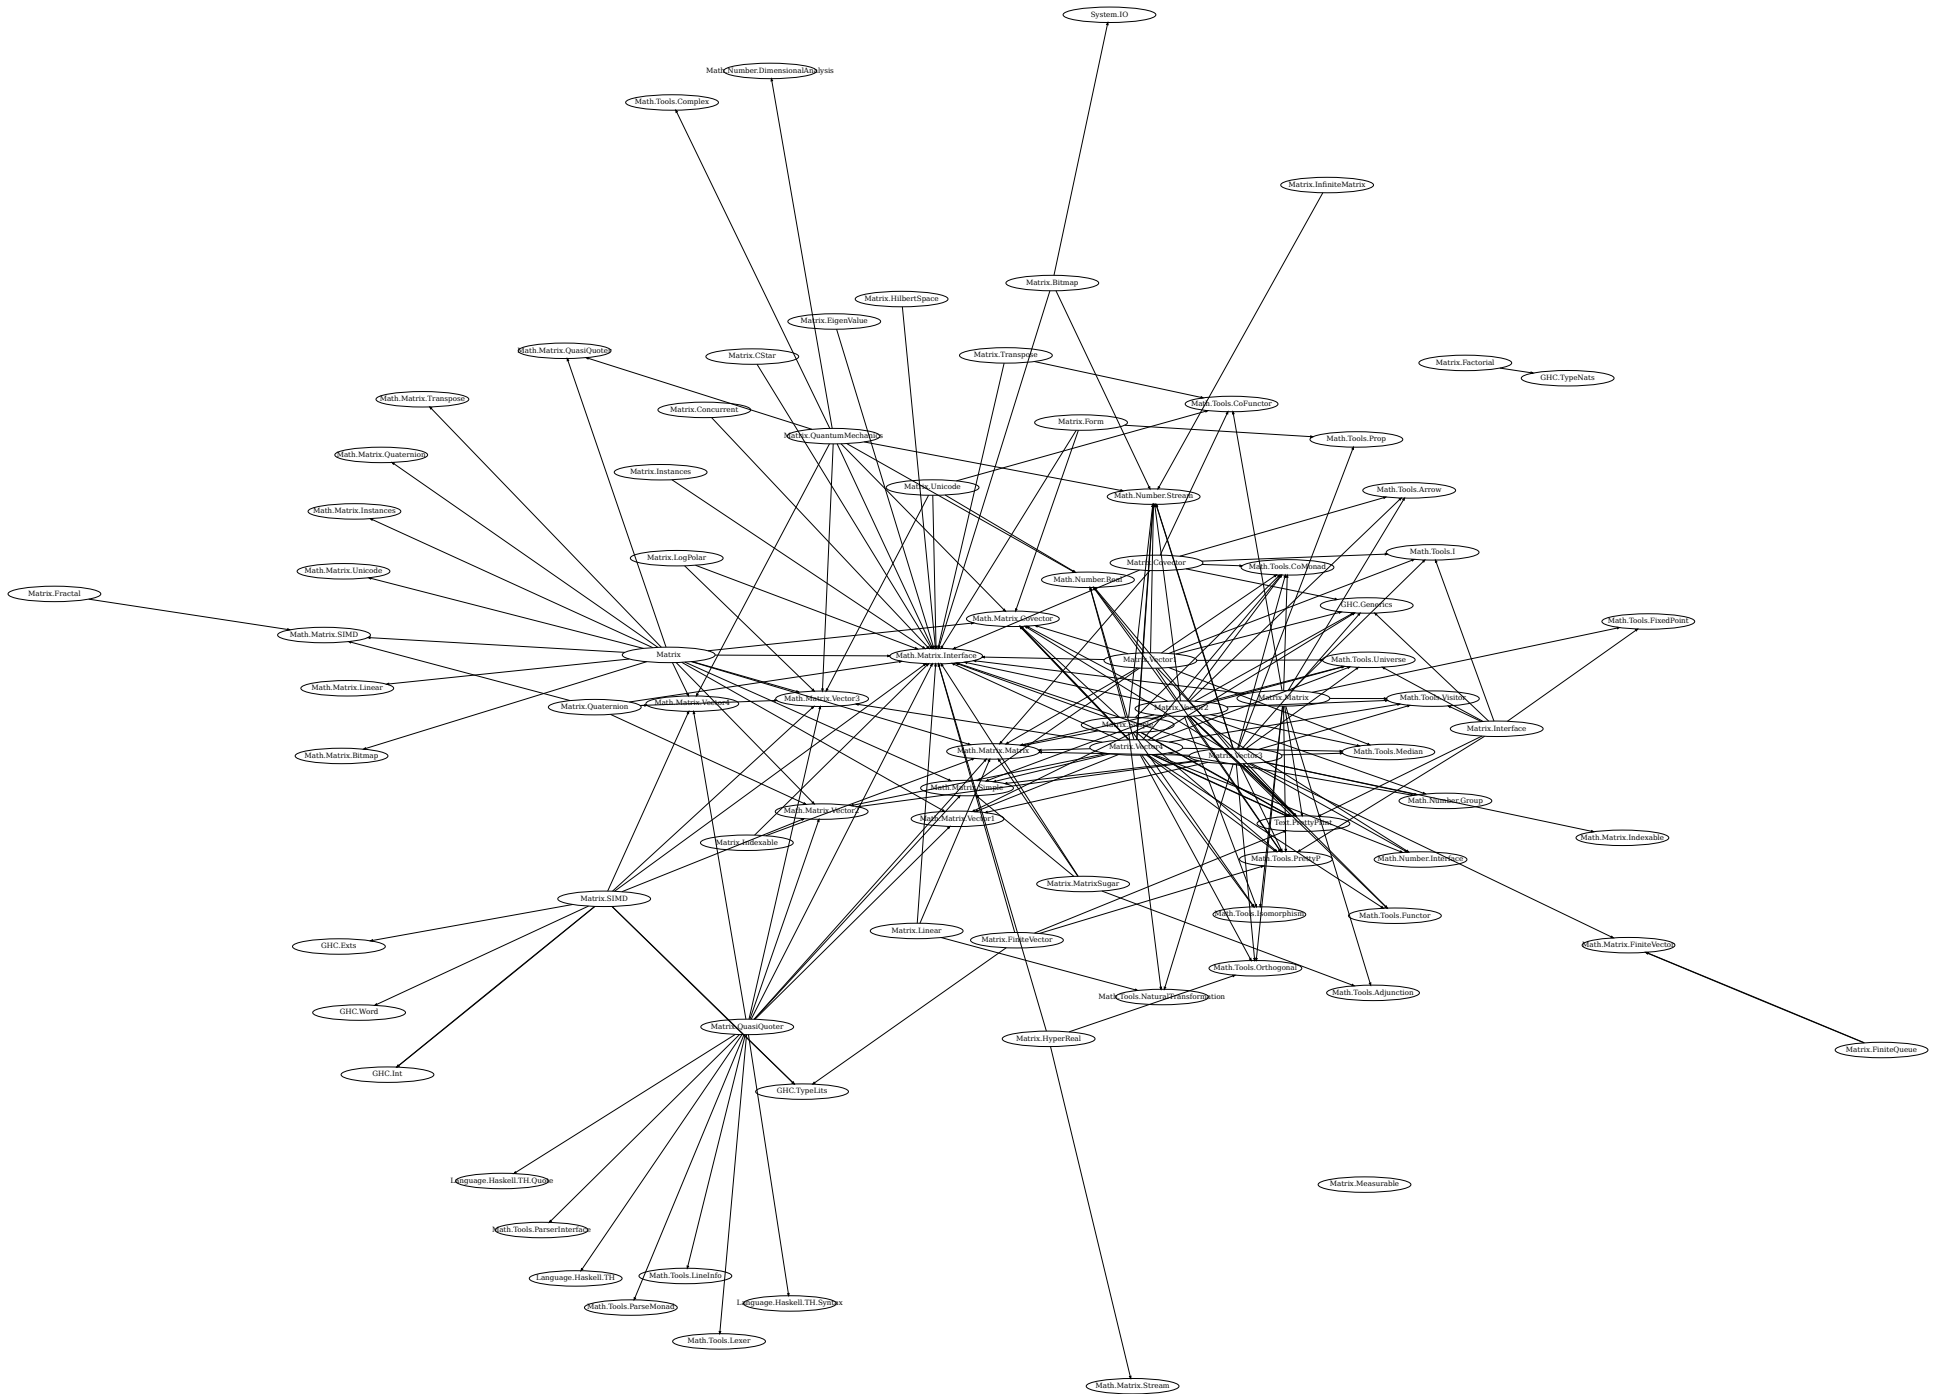 System.IO
Math.Number.DimensionalAnalysis
Math.Tools.Complex
Matrix.InfiniteMatrix
Matrix.Bitmap
Matrix.HilbertSpace
Matrix.EigenValue
Math.Matrix.QuasiQuoter
Matrix.CStar
Matrix.Transpose
Matrix.Factorial
GHC.TypeNats
Math.Matrix.Transpose
Matrix.Concurrent
Math.Tools.CoFunctor
Matrix.Form
Matrix.QuantumMechanics
Math.Tools.Prop
Math.Matrix.Quaternion
Matrix.Instances
Matrix.Unicode
Math.Number.Stream
Math.Tools.Arrow
Math.Matrix.Instances
Matrix.LogPolar
Math.Tools.I
Matrix.Covector
Math.Tools.CoMonad
Math.Matrix.Unicode
Math.Number.Real
Matrix.Fractal
GHC.Generics
Math.Matrix.Covector
Math.Tools.FixedPoint
Math.Matrix.SIMD
Matrix
Math.Matrix.Interface
Matrix.Vector1
Math.Tools.Universe
Math.Matrix.Linear
Math.Matrix.Vector3
Matrix.Matrix
Math.Tools.Visitor
Matrix.Quaternion
Math.Matrix.Vector4
Matrix.Vector2
Matrix.Simple
Matrix.Interface
Matrix.Vector4
Math.Matrix.Matrix
Math.Tools.Median
Math.Matrix.Bitmap
Matrix.Vector3
Math.Matrix.Simple
Math.Number.Group
Math.Matrix.Vector2
Math.Matrix.Vector1
Text.PrettyPrint
Math.Matrix.Indexable
Matrix.Indexable
Math.Tools.PrettyP
Math.Number.Interface
Matrix.MatrixSugar
Matrix.SIMD
Math.Tools.Isomorphism
Math.Tools.Functor
Matrix.Linear
Matrix.FiniteVector
GHC.Exts
Math.Matrix.FiniteVector
Math.Tools.Orthogonal
Math.Tools.Adjunction
Math.Tools.NaturalTransformation
GHC.Word
Matrix.QuasiQuoter
Matrix.HyperReal
Matrix.FiniteQueue
GHC.Int
GHC.TypeLits
Language.Haskell.TH.Quote
Matrix.Measurable
Math.Tools.ParserInterface
Language.Haskell.TH
Math.Tools.LineInfo
Math.Tools.ParseMonad
Language.Haskell.TH.Syntax
Math.Tools.Lexer
Math.Matrix.Stream